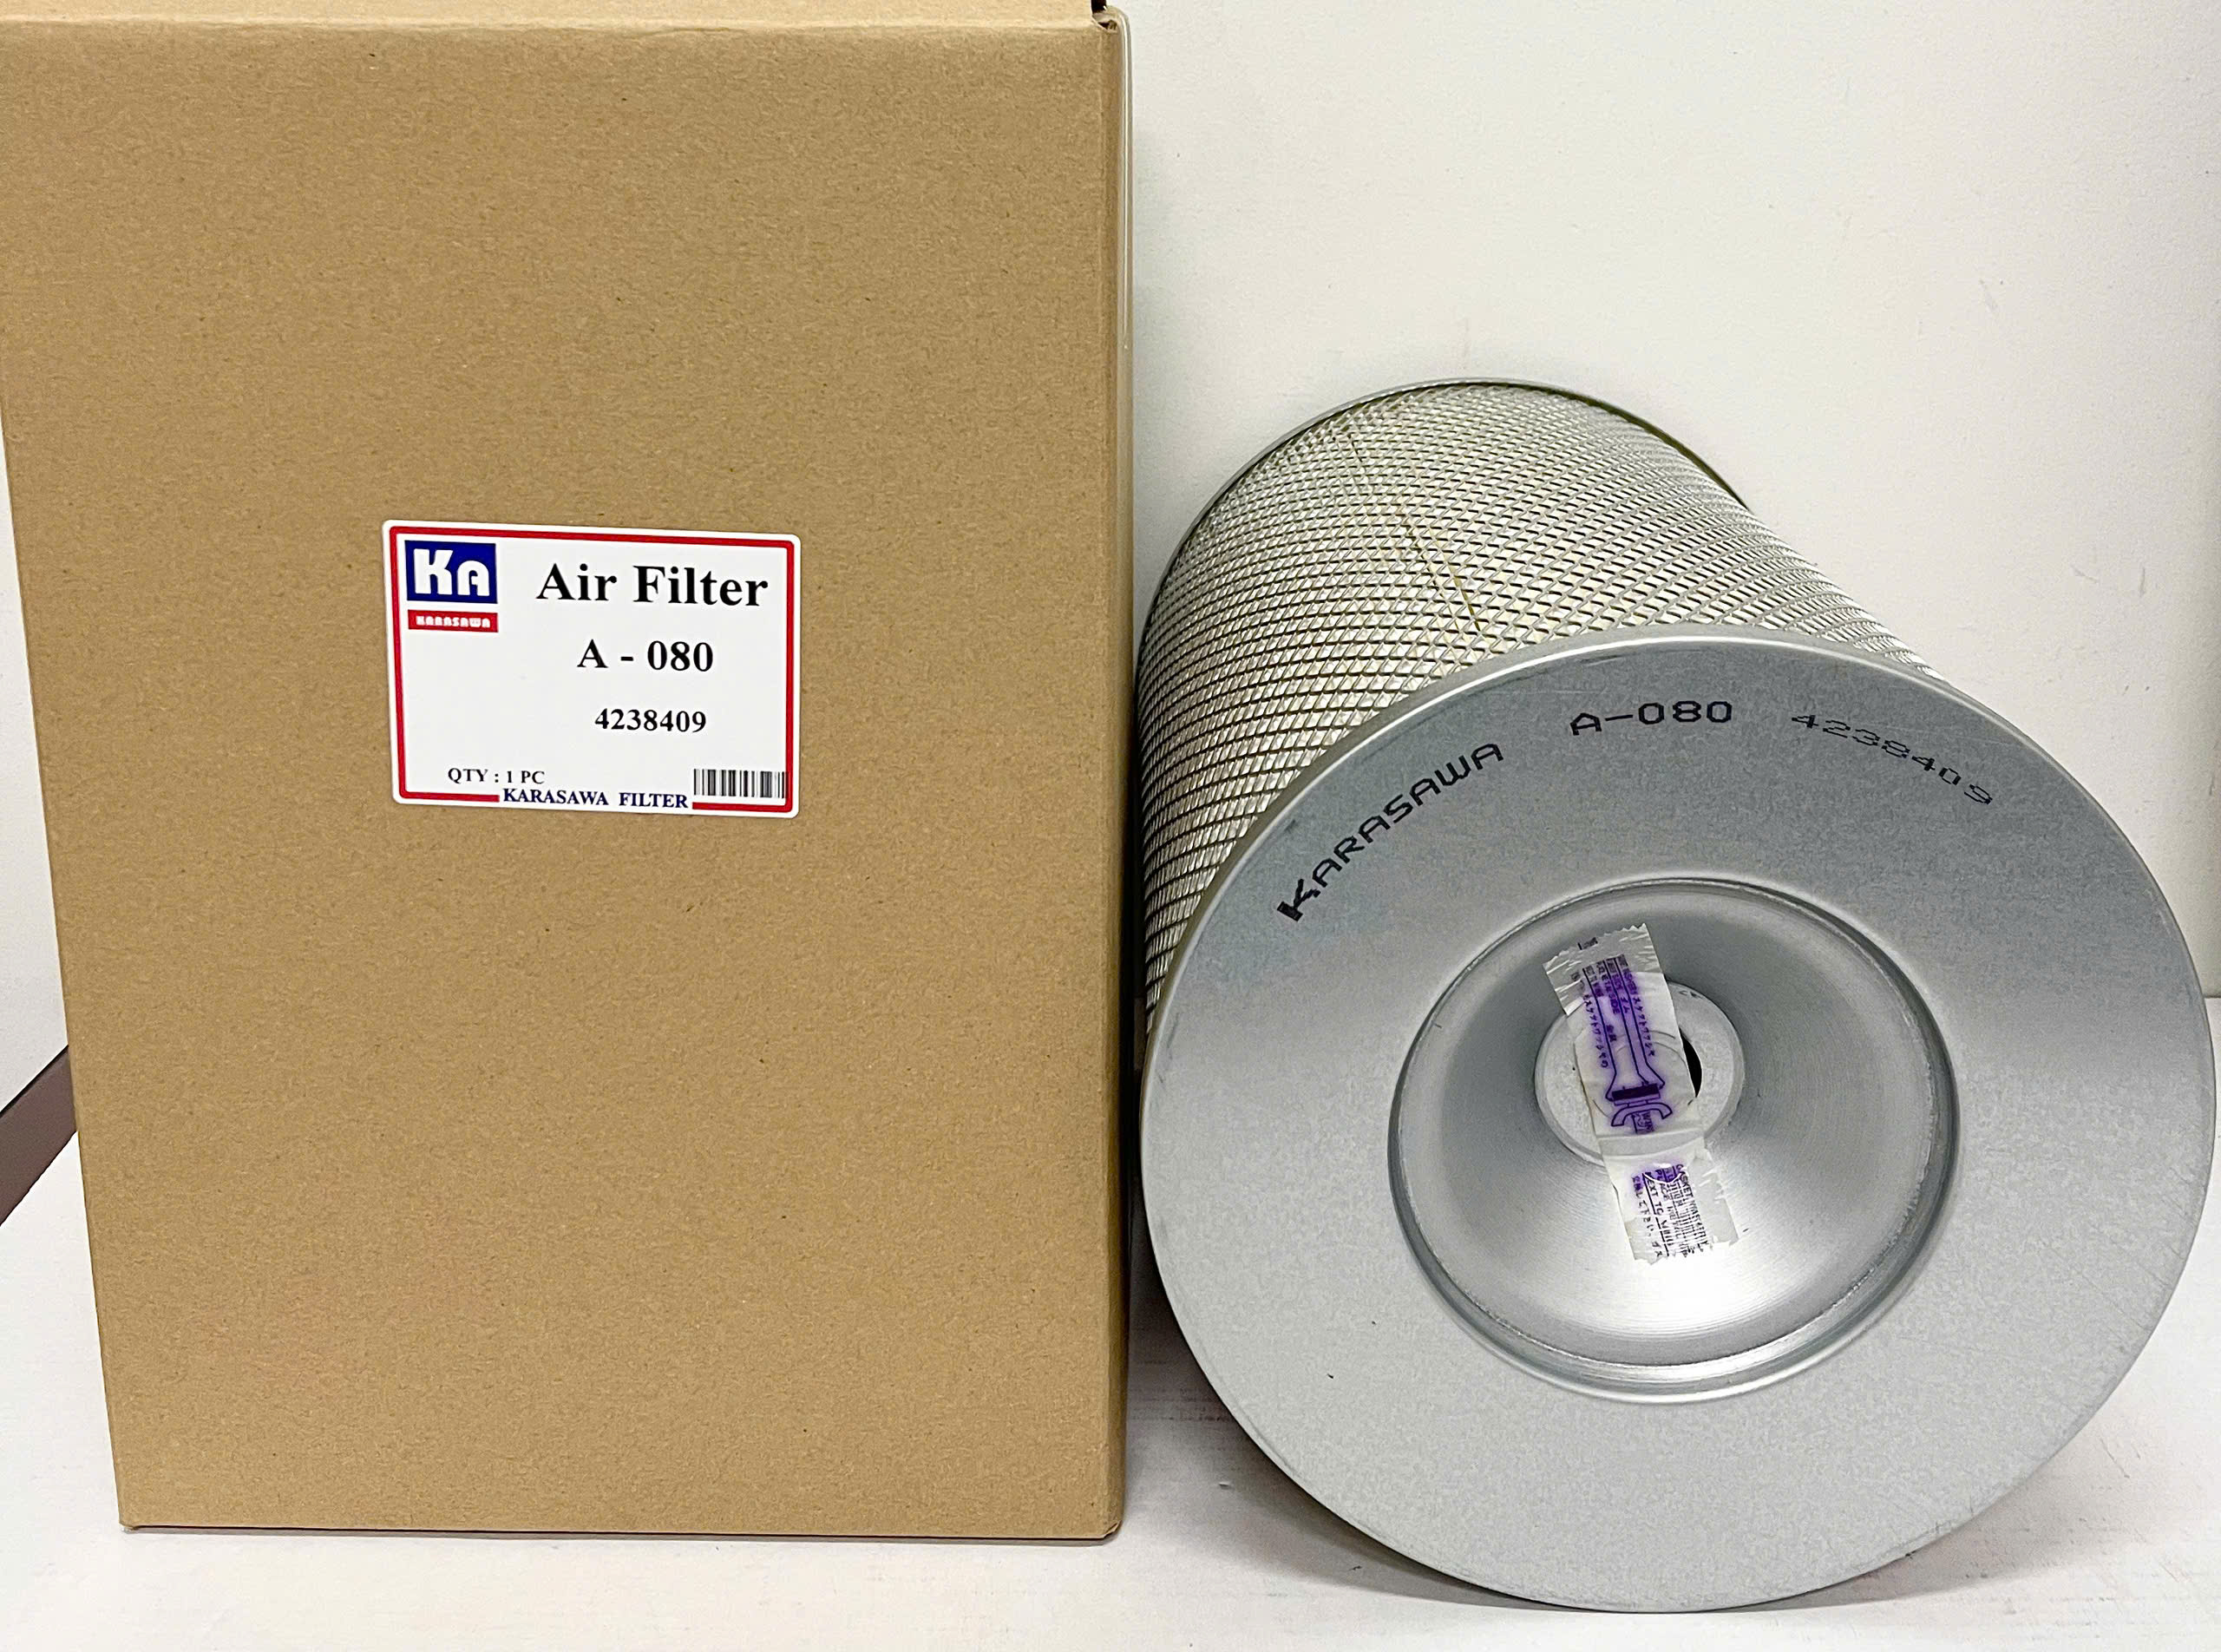 KA
KARASAWA
Air Filter
A - 080
4238409
QTY : 1 PC
KARASAWA FILTER
KARASAWA A-080 4238409